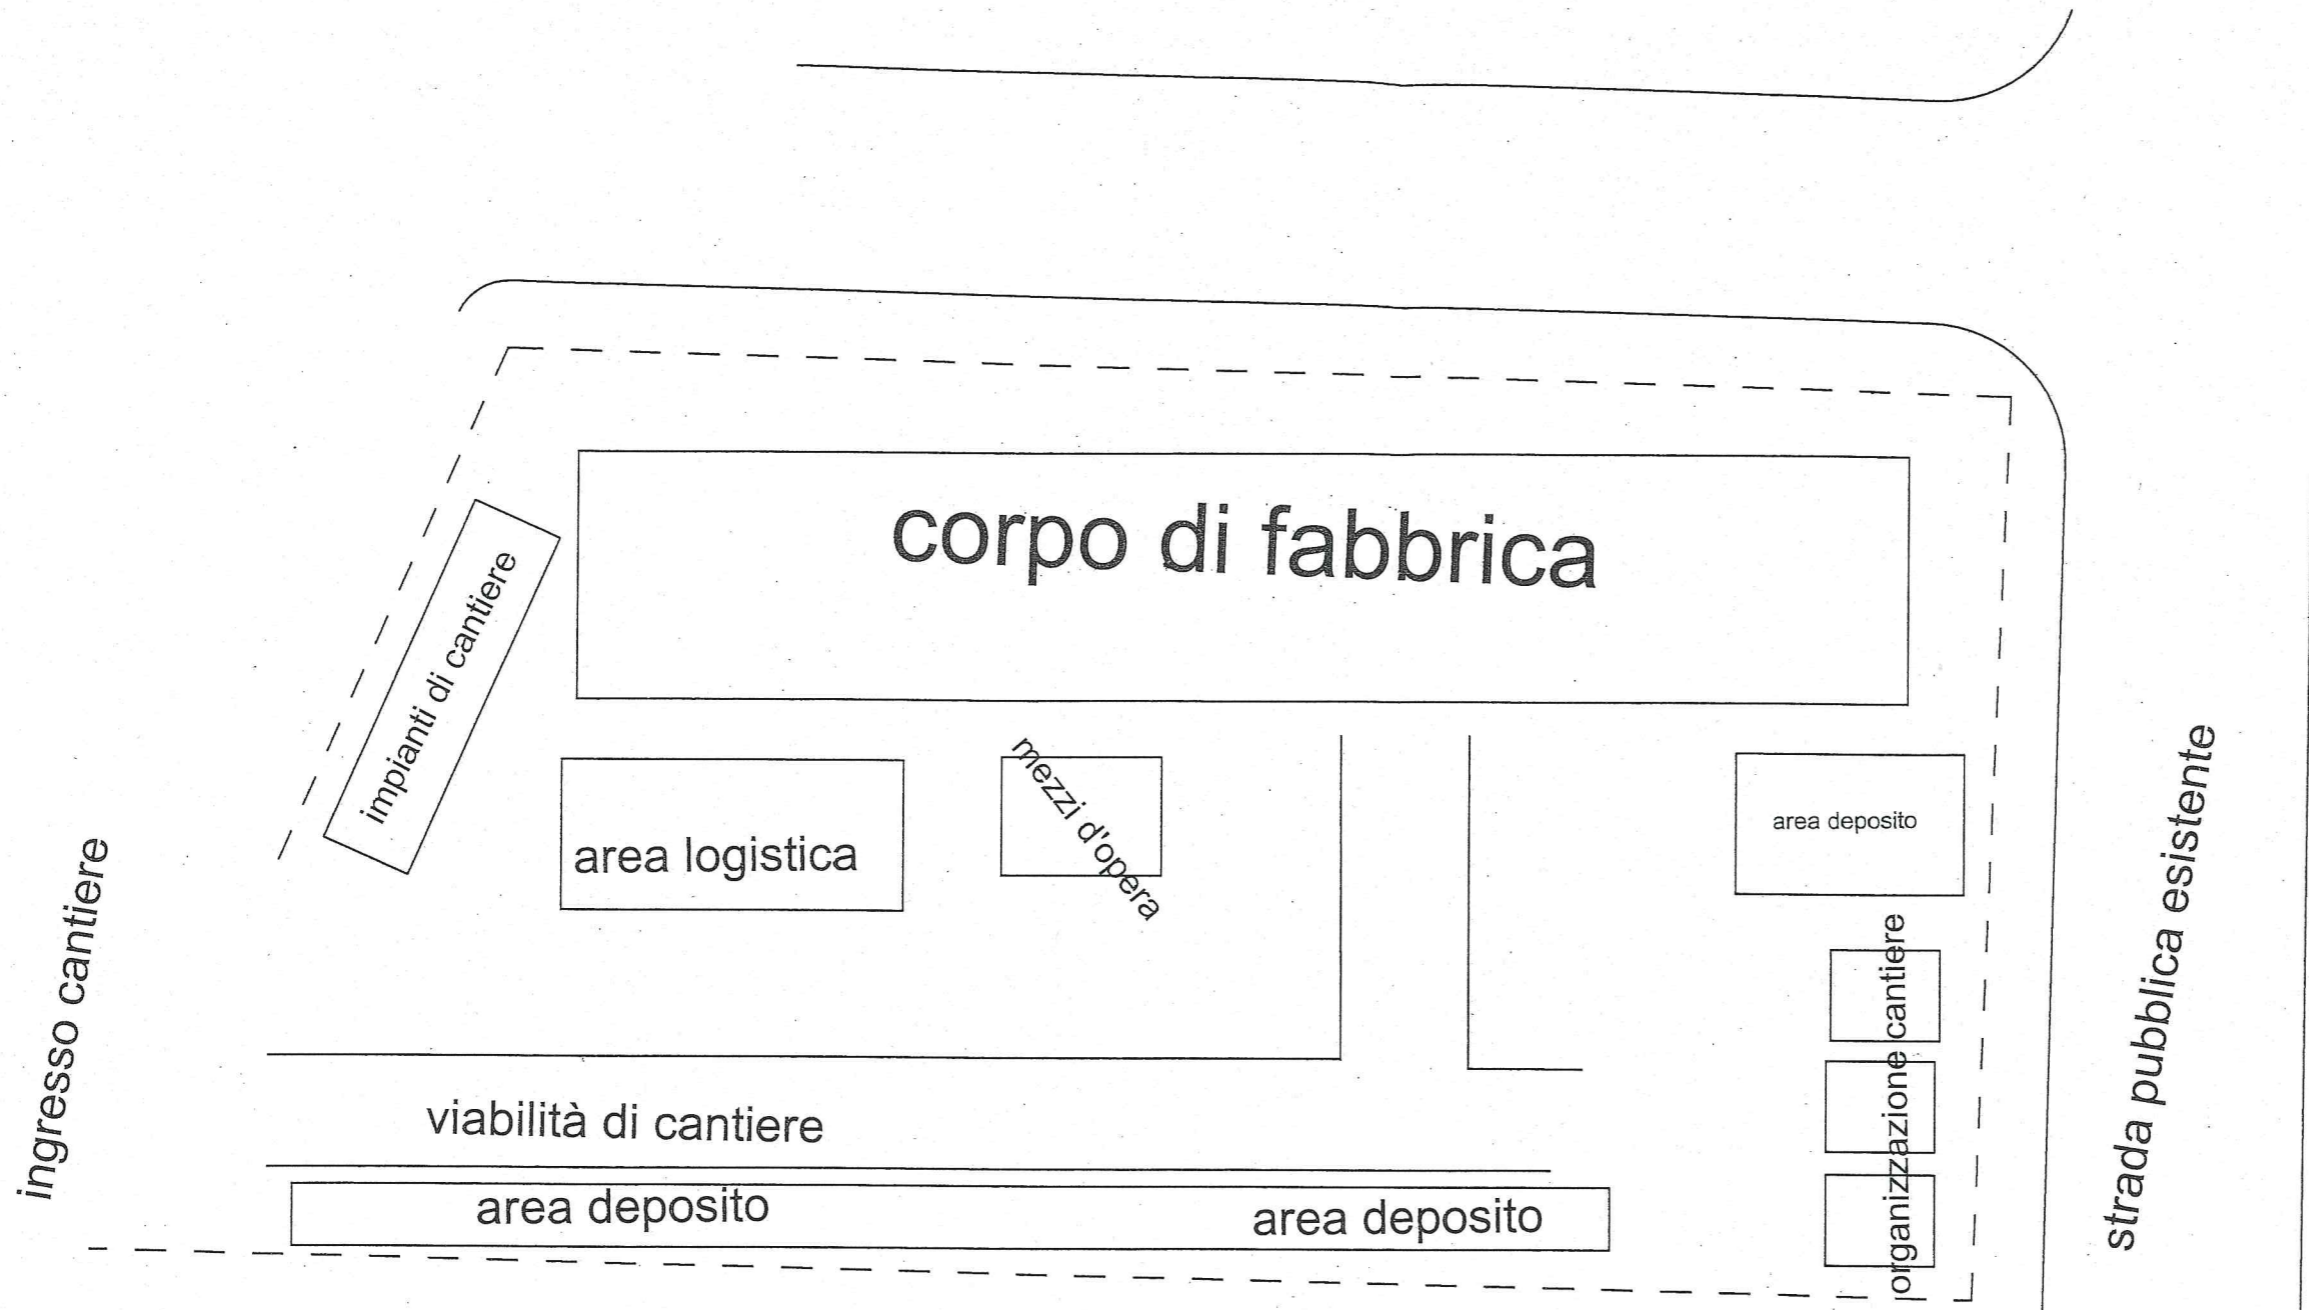 corpo di fabbrica
impianti di cantiere
area logistica
mezzi d'opera
area deposito
ingresso cantiere
organizzazione cantiere
strada pubblica esistente
viabilità di cantiere
area deposito
area deposito